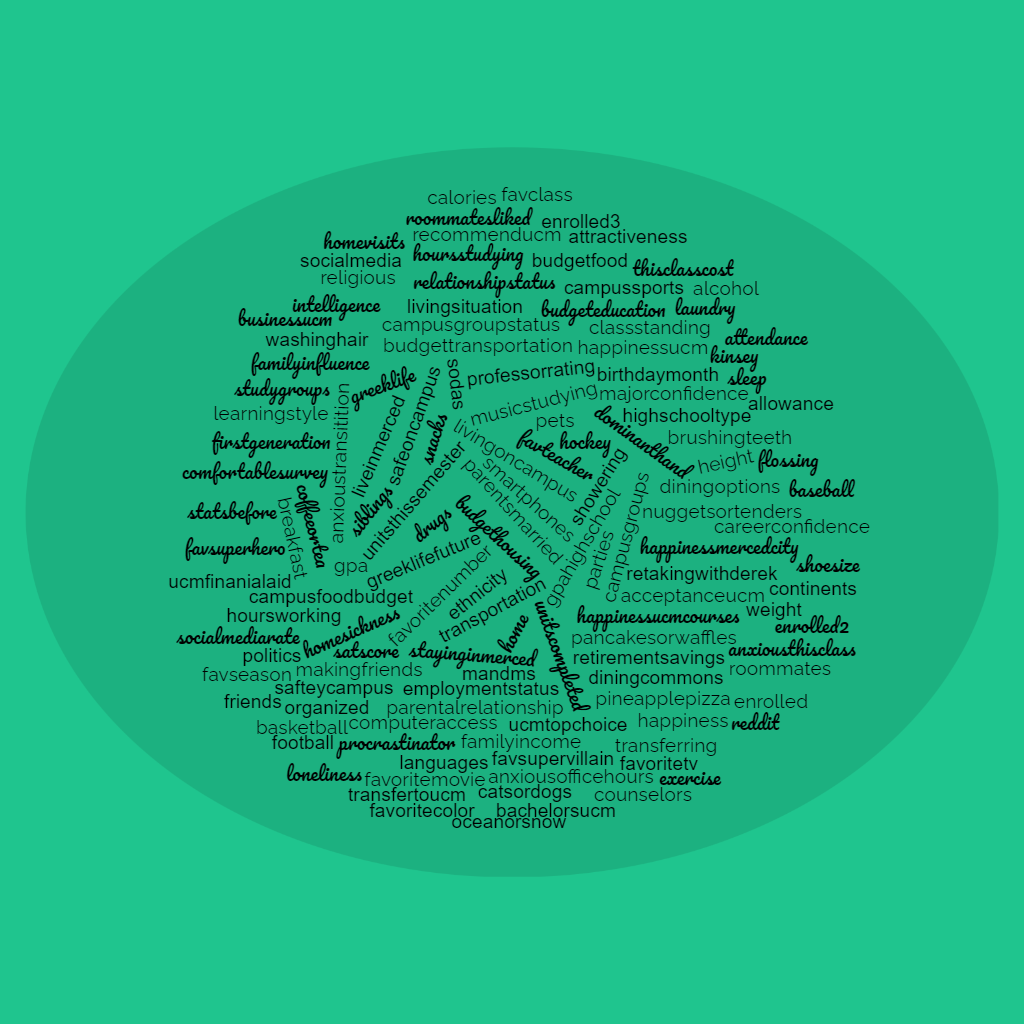 calories favclass
roommatesliked enrolled3
homevisits recommenducm attractiveness
socialmedia hoursstudying budgetfood thisclasscost
religious relationshipstatus campussports alcohol
intelligence livingsituation budgeteducation laundry
businessucm campusgroupstatus classstanding attendance
washinghair budgettransportation happinessucm kinsey
familyinfluence sodas professorrating birthdaymonth sleep
studygroups greeklife musicstudying majorconfidence allowance
learningstyle anxioustransitition liveinmerced safeoncampus pets dominanthand highschooltype
firstgeneration snacks livingoncampus favteacher hockey brushingteeth
comfortablesurvey siblings unitsthissemester smartphones showering height flossing
coffeeortea parentsmarried diningoptions baseball
statsbefore breakfast drugs budgethousing gpahighschool campusgroups nuggetsortenders
careerconfidence
favsuperhero parties happinessmercedcity
gpa greeklifefuture retakingwithderek shoesize
ucmfinanialaid campusfoodbudget favoritenumber ethnicity acceptanceucm continents
hoursworking transportation unitscompleted happinessucmcourses weight
socialmediarate homesickness home pancakesorwaffles enrolled2
politics satscore stayinginmerced retirementsavings anxiousthisclass
favseason makingfriends mandms diningcommons roommates
safteycampus employmentstatus
friends organized parentalrelationship pineapplepizza enrolled
basketball computeraccess ucmtopchoice happiness reddit
football procrastinator familyincome transferring
languages favsupervillain favoritetv
loneliness favoritemovie anxiousofficehours exercise
transfertoucm catsordogs counselors
favoritecolor bachelorsucm
oceanorsnow